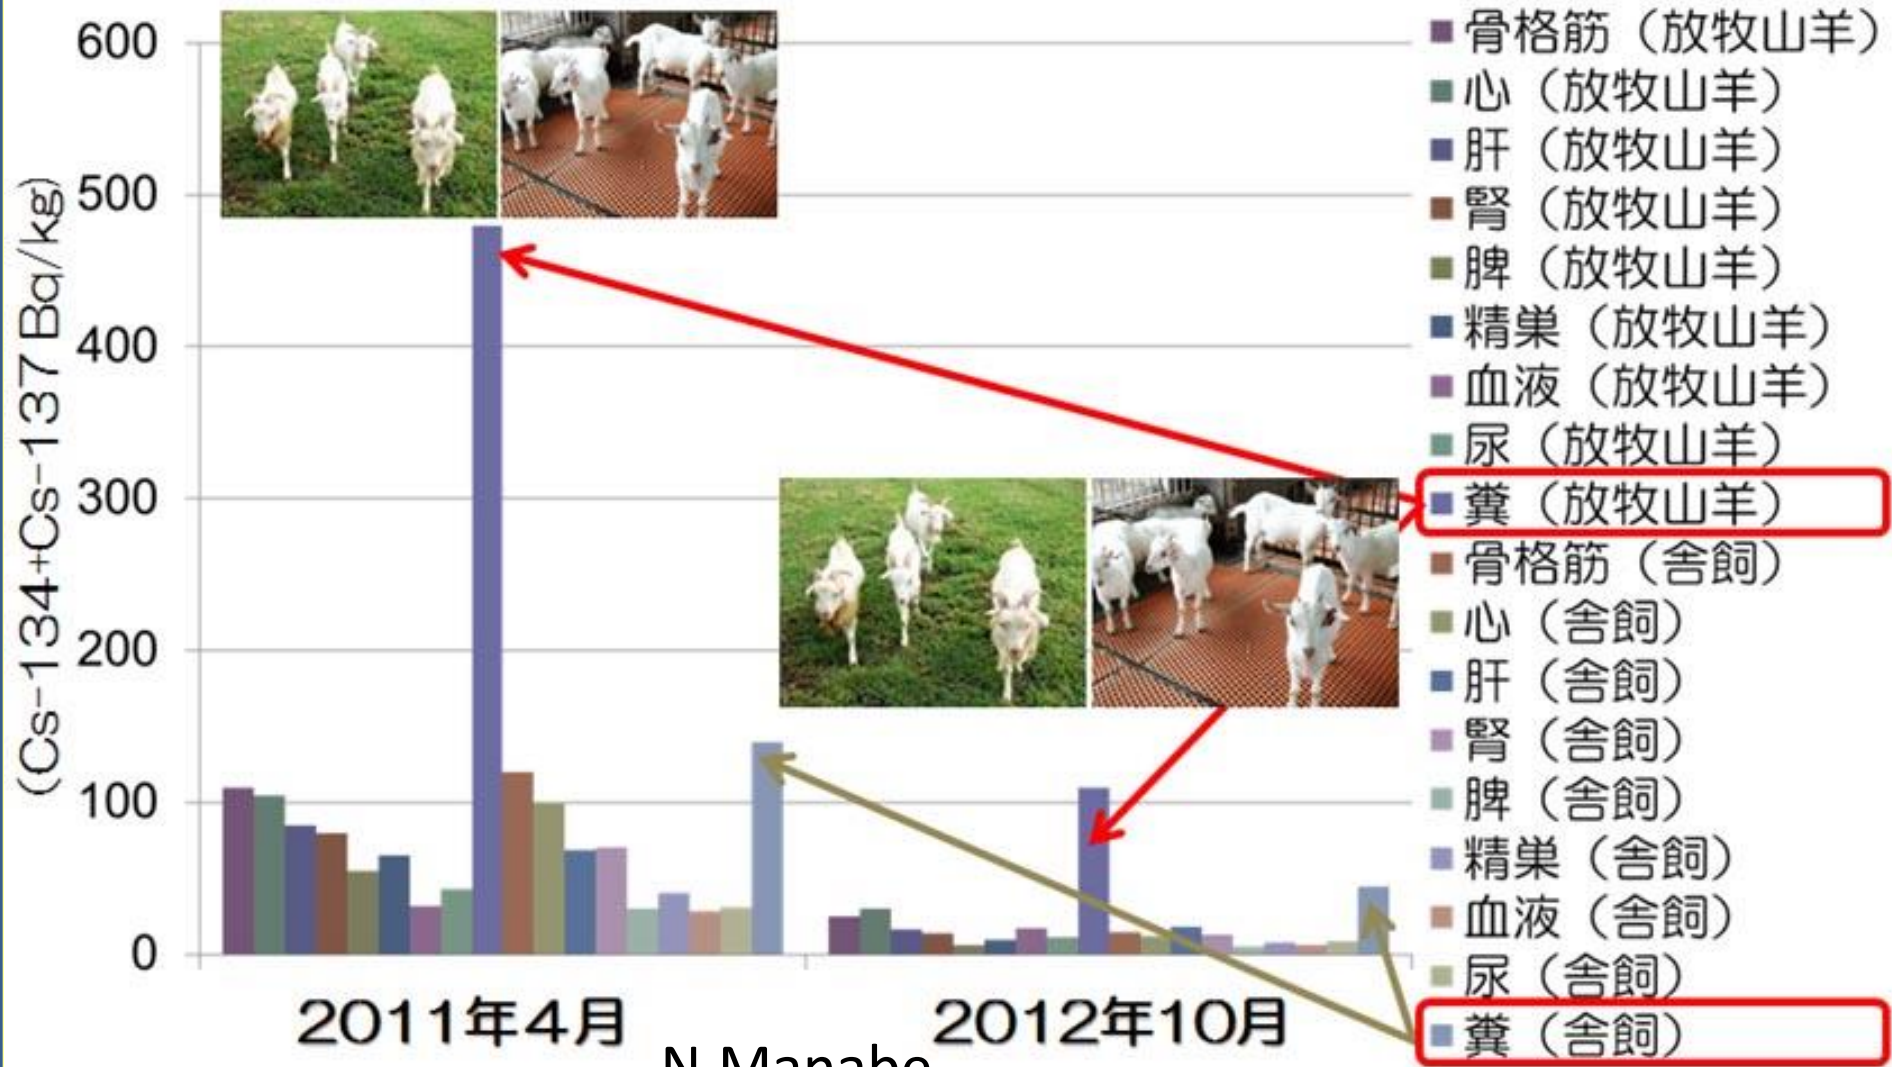 (Cs-134+Cs-137 Bq/kg)
600
500
400
300
200
100
0
2011年4月
2012年10月
骨格筋（放牧山羊）
心（放牧山羊）
肝（放牧山羊）
腎（放牧山羊）
脾（放牧山羊）
精巣（放牧山羊）
血液（放牧山羊）
尿（放牧山羊）
糞（放牧山羊）
骨格筋（舎飼）
心（舎飼）
肝（舎飼）
腎（舎飼）
脾（舎飼）
精巣（舎飼）
血液（舎飼）
尿（舎飼）
糞（舎飼）
N Manabe